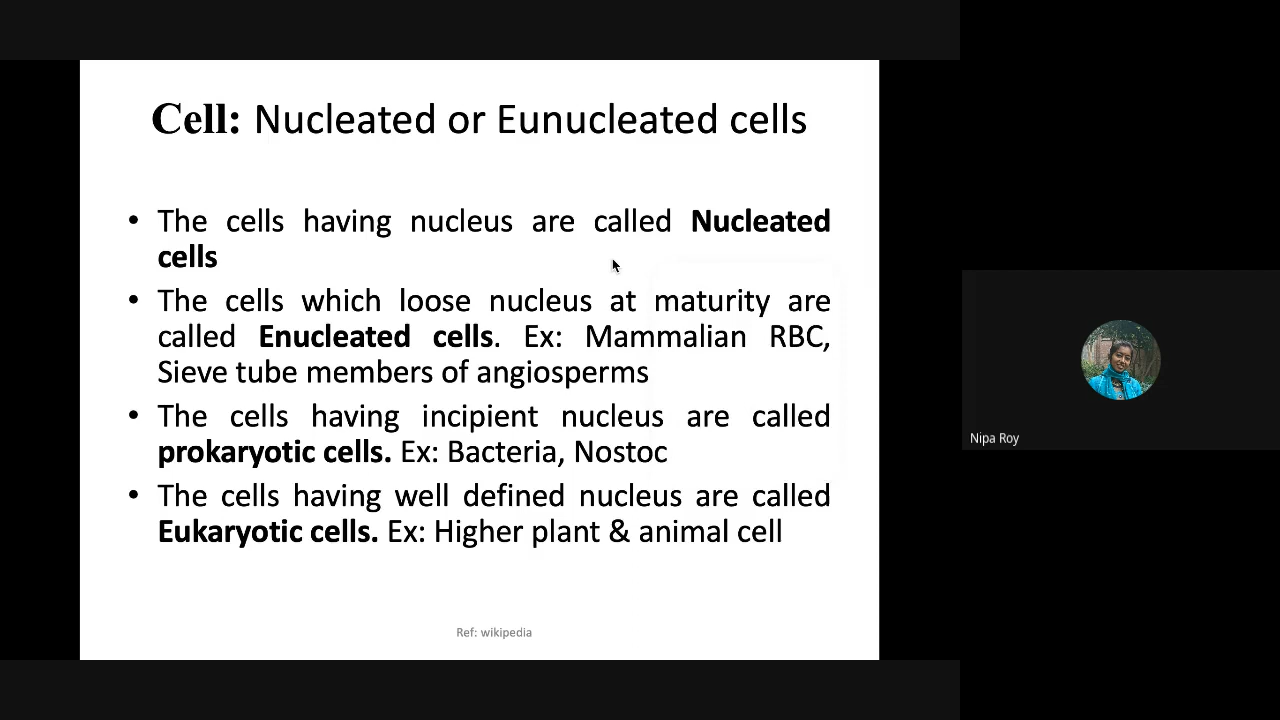 Cell: Nucleated or Eunucleated cells
• The cells having nucleus are called Nucleated
cells
• The cells which loose nucleus at maturity are
called Enucleated cells. Ex: Mammalian RBC,
Sieve tube members of angiosperms
• The cells having incipient nucleus are called
prokaryotic cells. Ex: Bacteria, Nostoc
• The cells having well defined nucleus are called
Eukaryotic cells. Ex: Higher plant & animal cell
Ref: wikipedia
Nipa Roy